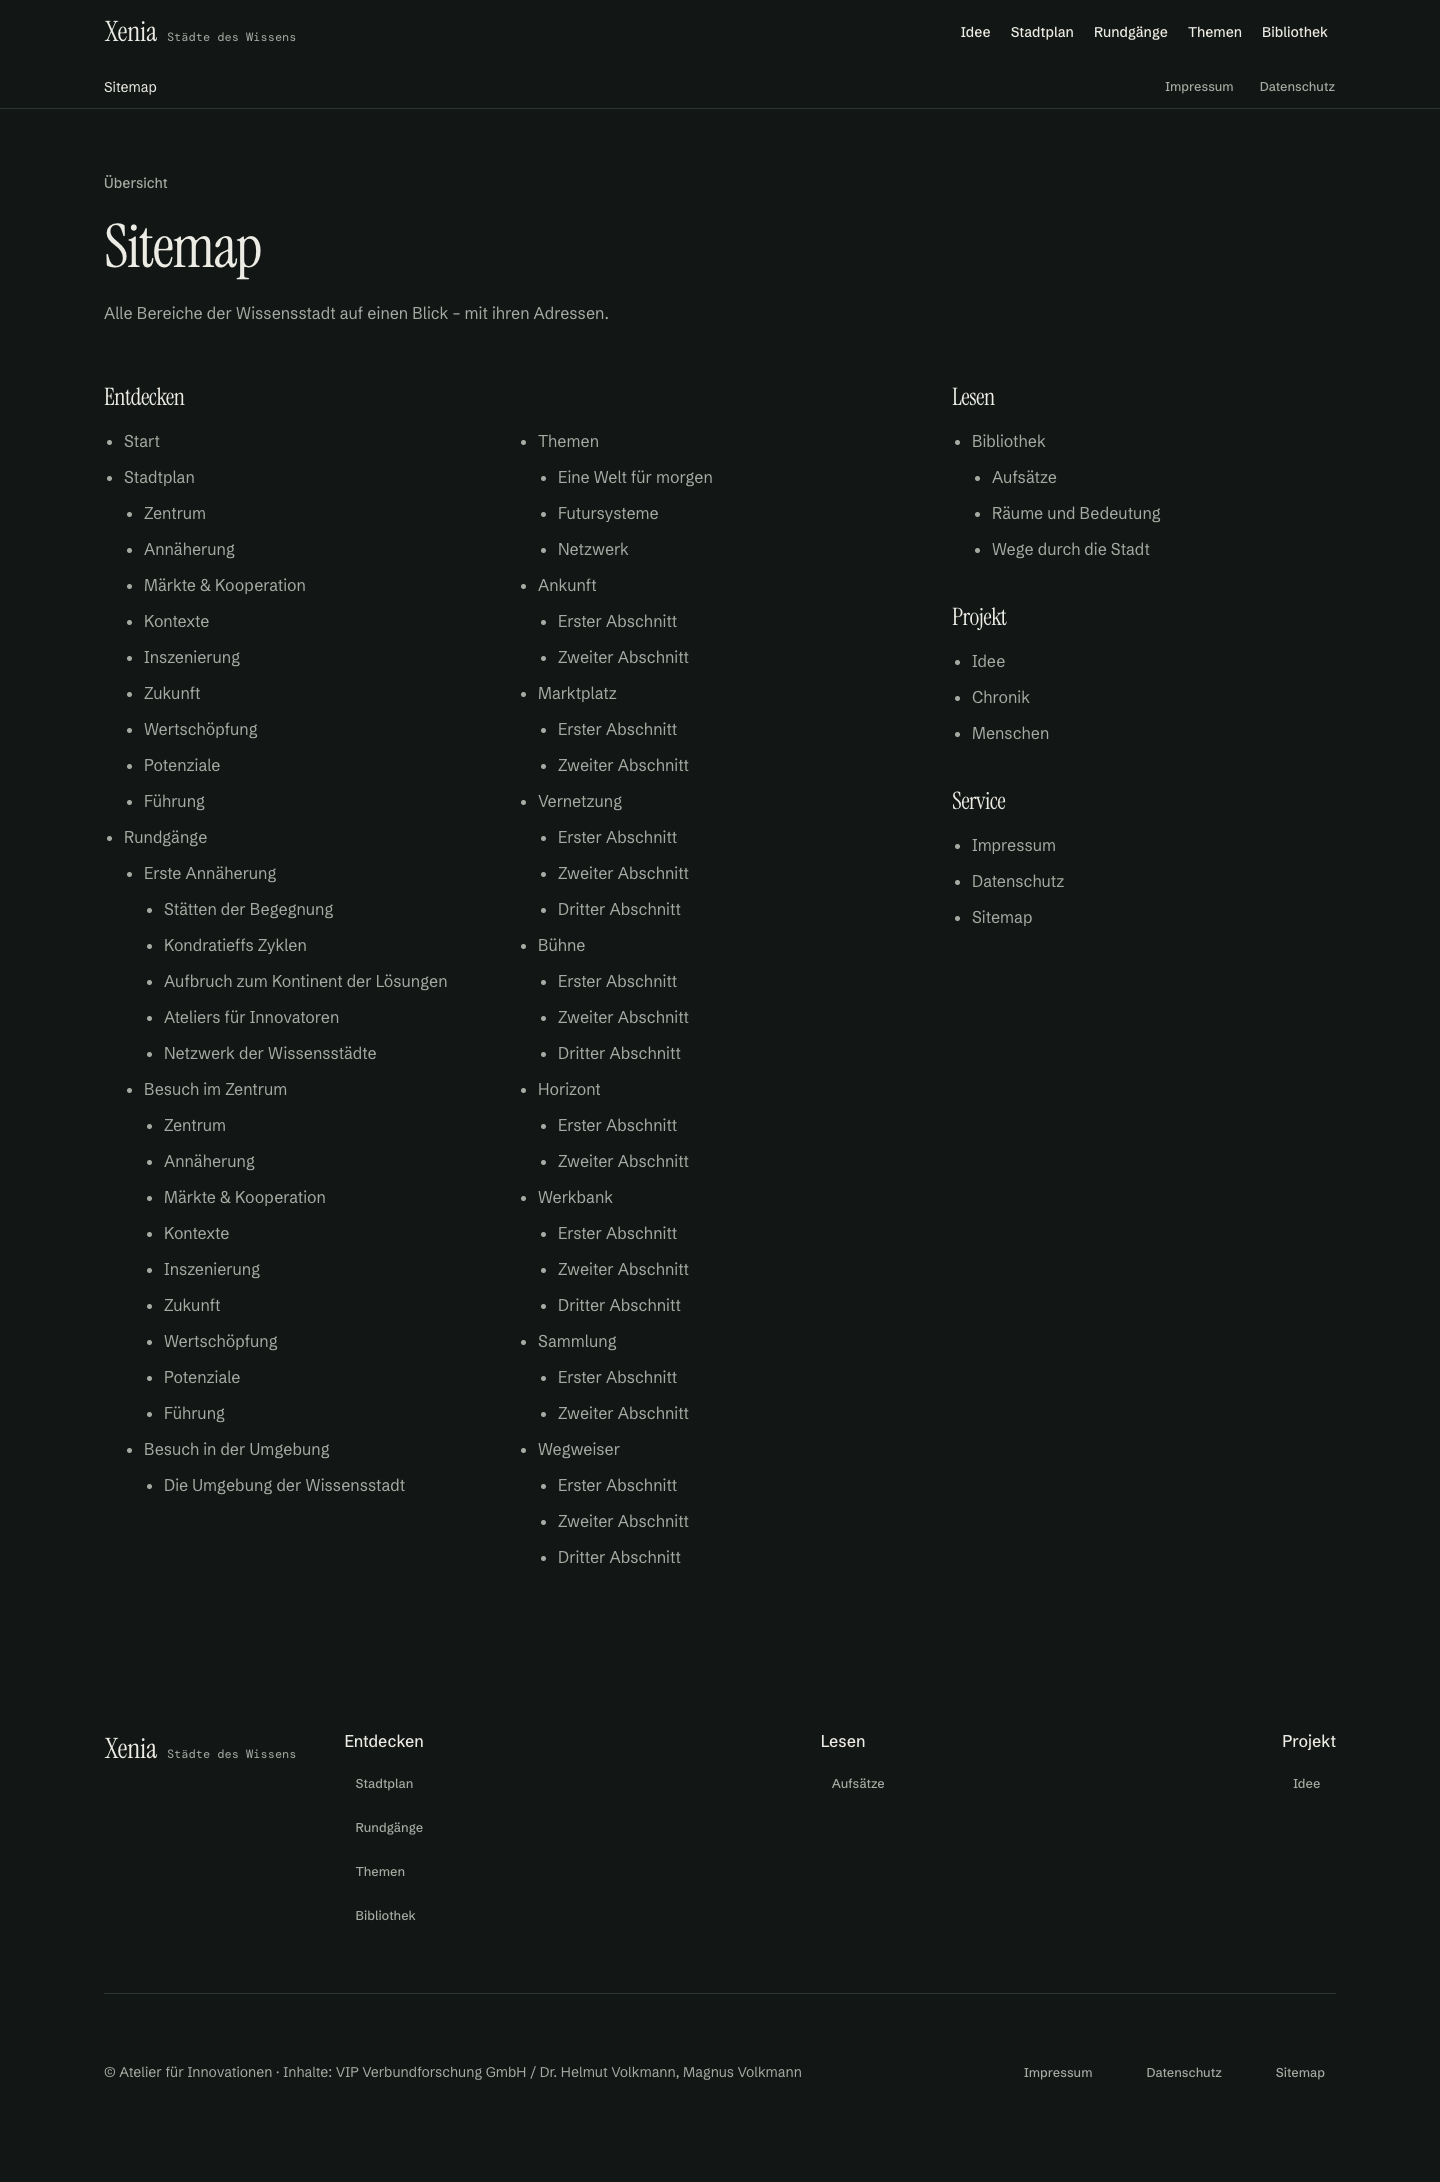 Xenia Städte des Wissens
Idee Stadtplan Rundgänge Themen Bibliothek
Sitemap
Impressum Datenschutz
Übersicht
Sitemap
Alle Bereiche der Wissensstadt auf einen Blick – mit ihren Adressen.
Entdecken
• Start
• Stadtplan
• Zentrum
• Annäherung
• Märkte & Kooperation
• Kontexte
• Inszenierung
• Zukunft
• Wertschöpfung
• Potenziale
• Führung
• Rundgänge
• Erste Annäherung
• Stätten der Begegnung
• Kondratieffs Zyklen
• Aufbruch zum Kontinent der Lösungen
• Ateliers für Innovatoren
• Netzwerk der Wissensstädte
• Besuch im Zentrum
• Zentrum
• Annäherung
• Märkte & Kooperation
• Kontexte
• Inszenierung
• Zukunft
• Wertschöpfung
• Potenziale
• Führung
• Besuch in der Umgebung
• Die Umgebung der Wissensstadt
• Themen
• Eine Welt für morgen
• Futursysteme
• Netzwerk
• Ankunft
• Erster Abschnitt
• Zweiter Abschnitt
• Marktplatz
• Erster Abschnitt
• Zweiter Abschnitt
• Vernetzung
• Erster Abschnitt
• Zweiter Abschnitt
• Dritter Abschnitt
• Bühne
• Erster Abschnitt
• Zweiter Abschnitt
• Dritter Abschnitt
• Horizont
• Erster Abschnitt
• Zweiter Abschnitt
• Werkbank
• Erster Abschnitt
• Zweiter Abschnitt
• Dritter Abschnitt
• Sammlung
• Erster Abschnitt
• Zweiter Abschnitt
• Wegweiser
• Erster Abschnitt
• Zweiter Abschnitt
• Dritter Abschnitt
Lesen
• Bibliothek
• Aufsätze
• Räume und Bedeutung
• Wege durch die Stadt
Projekt
• Idee
• Chronik
• Menschen
Service
• Impressum
• Datenschutz
• Sitemap
Xenia Städte des Wissens
Entdecken
Stadtplan
Rundgänge
Themen
Bibliothek
Lesen
Aufsätze
Projekt
Idee
© Atelier für Innovationen · Inhalte: VIP Verbundforschung GmbH / Dr. Helmut Volkmann, Magnus Volkmann
Impressum Datenschutz Sitemap